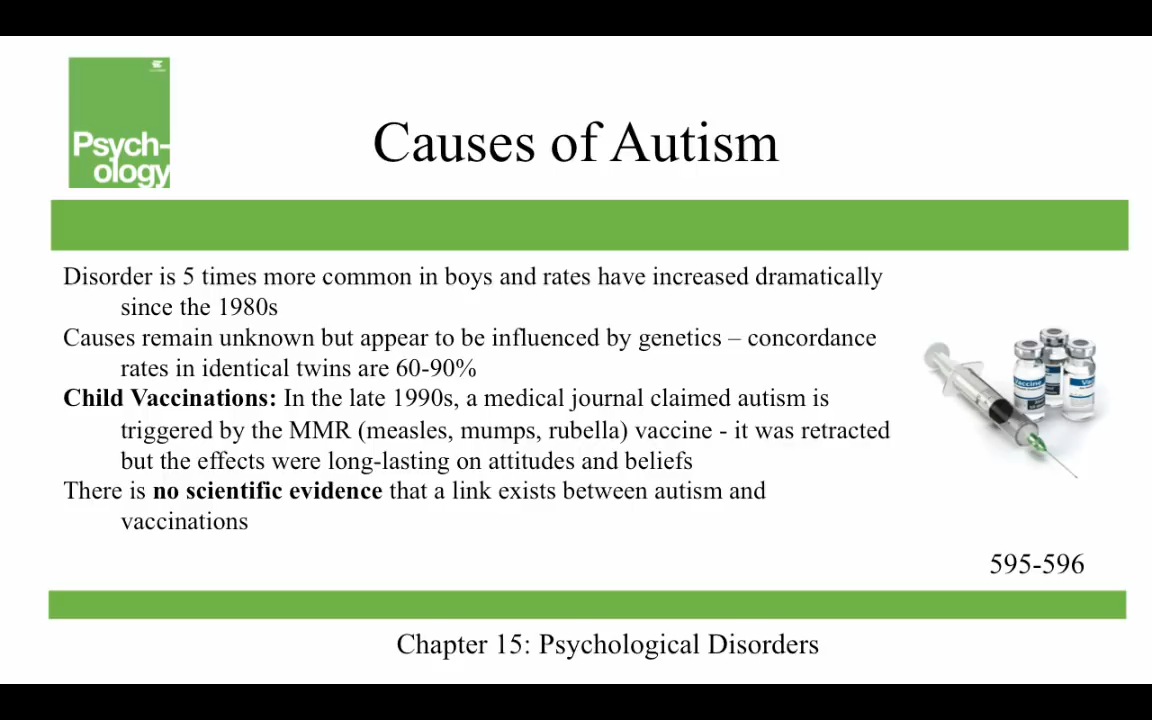 Psych-
ology
Causes of Autism
Disorder is 5 times more common in boys and rates have increased dramatically
since the 1980s
Causes remain unknown but appear to be influenced by genetics – concordance
rates in identical twins are 60-90%
Child Vaccinations: In the late 1990s, a medical journal claimed autism is
triggered by the MMR (measles, mumps, rubella) vaccine - it was retracted
but the effects were long-lasting on attitudes and beliefs
There is no scientific evidence that a link exists between autism and
vaccinations
Vaccine
595-596
Chapter 15: Psychological Disorders